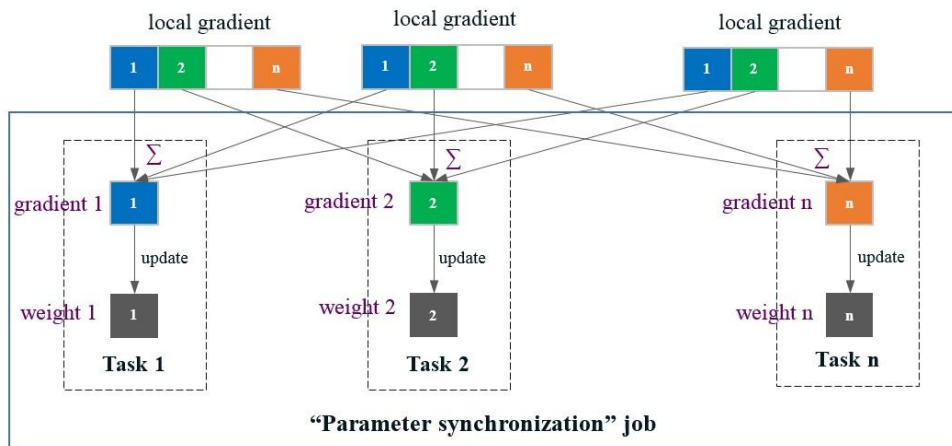 local gradient local gradient local gradient
1 2 n 1 2 n 1 2 n
∑ ∑ ∑
gradient 1 1 gradient 2 2 gradient n n
update update update
weight 1 1 weight 2 2 weight n n
Task 1 Task 2 Task n
“Parameter synchronization” job